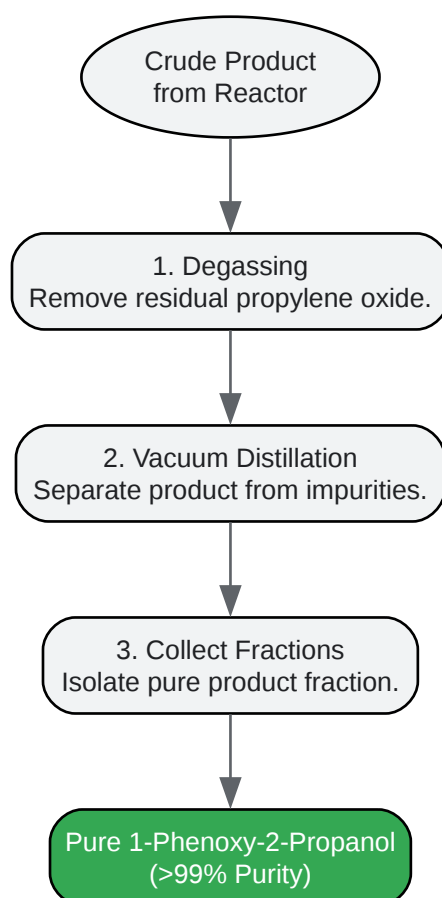 Crude Product
from Reactor
1. Degassing
Remove residual propylene oxide.
2. Vacuum Distillation
Separate product from impurities.
3. Collect Fractions
Isolate pure product fraction.
Pure 1-Phenoxy-2-Propanol
(>99% Purity)